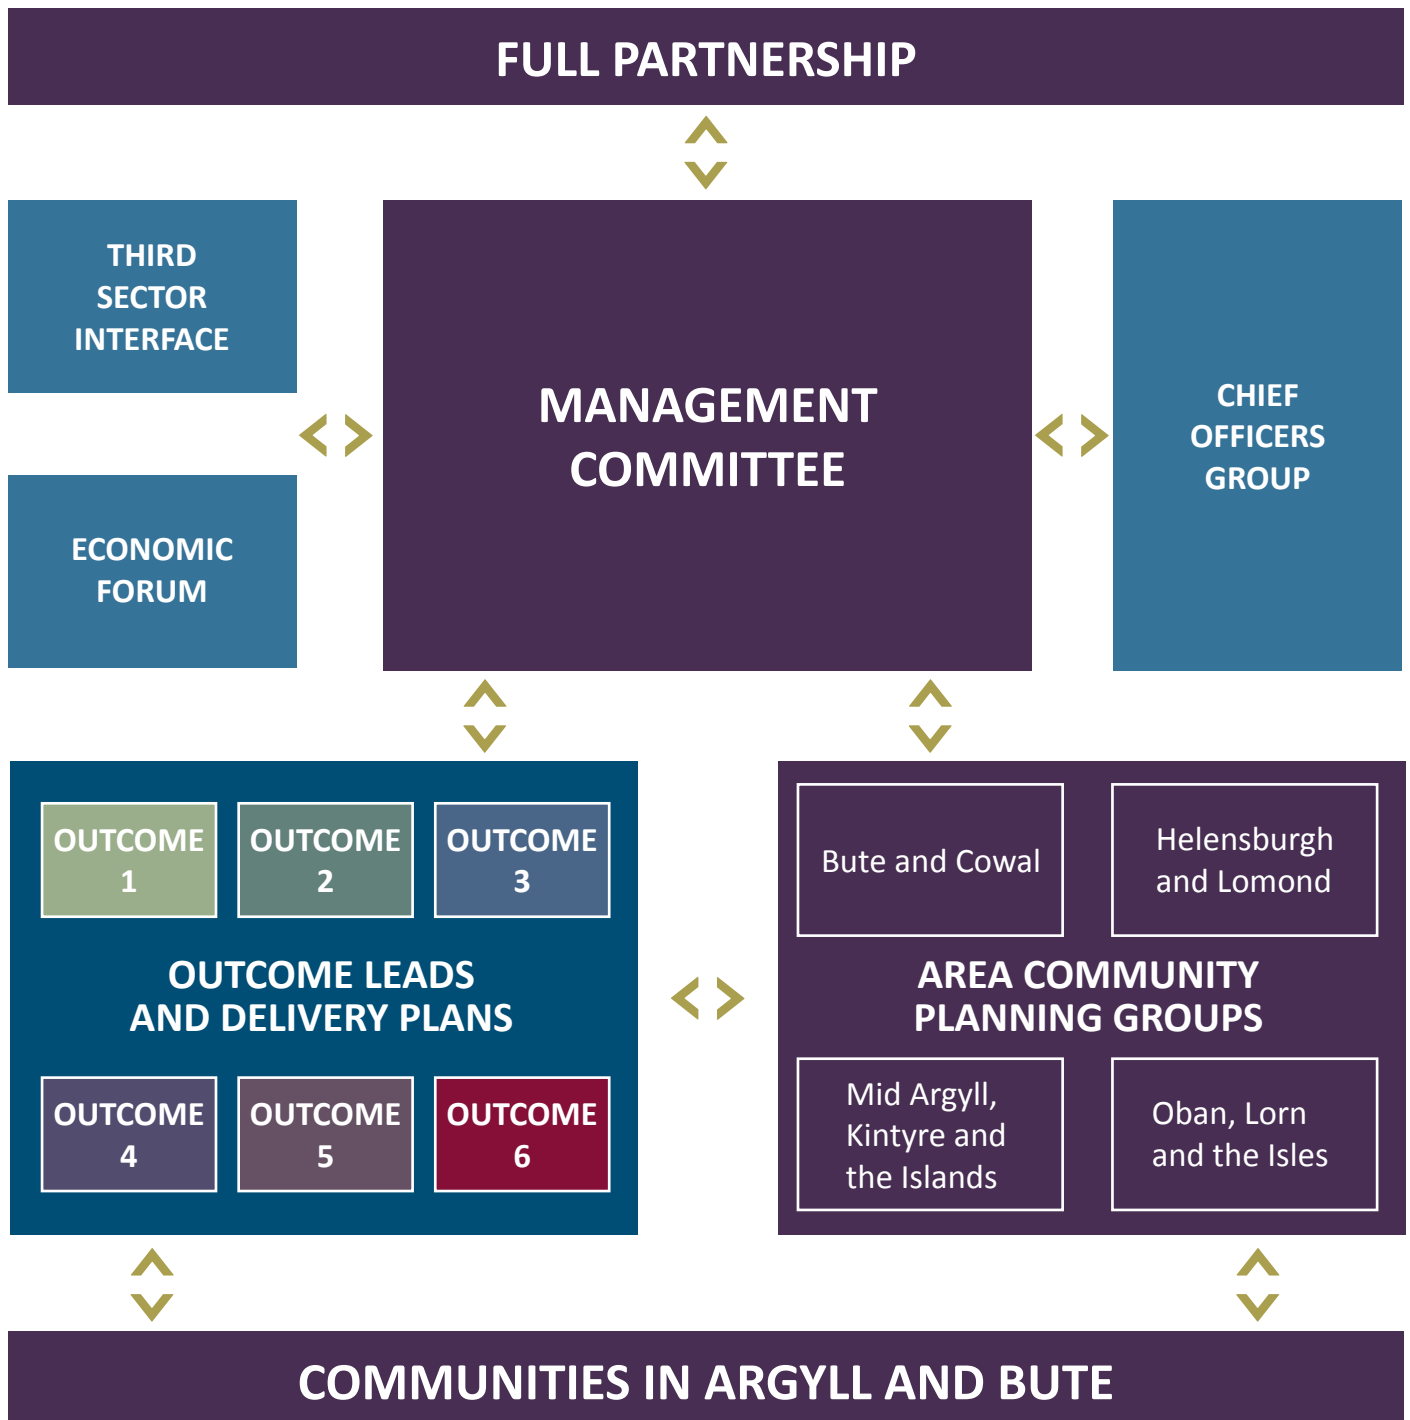 FULL PARTNERSHIP
THIRD
SECTOR
INTERFACE
ECONOMIC
FORUM
MANAGEMENT
COMMITTEE
CHIEF
OFFICERS
GROUP
OUTCOME
1
OUTCOME
2
OUTCOME
3
OUTCOME LEADS
AND DELIVERY PLANS
OUTCOME
4
OUTCOME
5
OUTCOME
6
Bute and Cowal
Helensburgh
and Lomond
AREA COMMUNITY
PLANNING GROUPS
Mid Argyll,
Kintyre and
the Islands
Oban, Lorn
and the Isles
COMMUNITIES IN ARGYLL AND BUTE